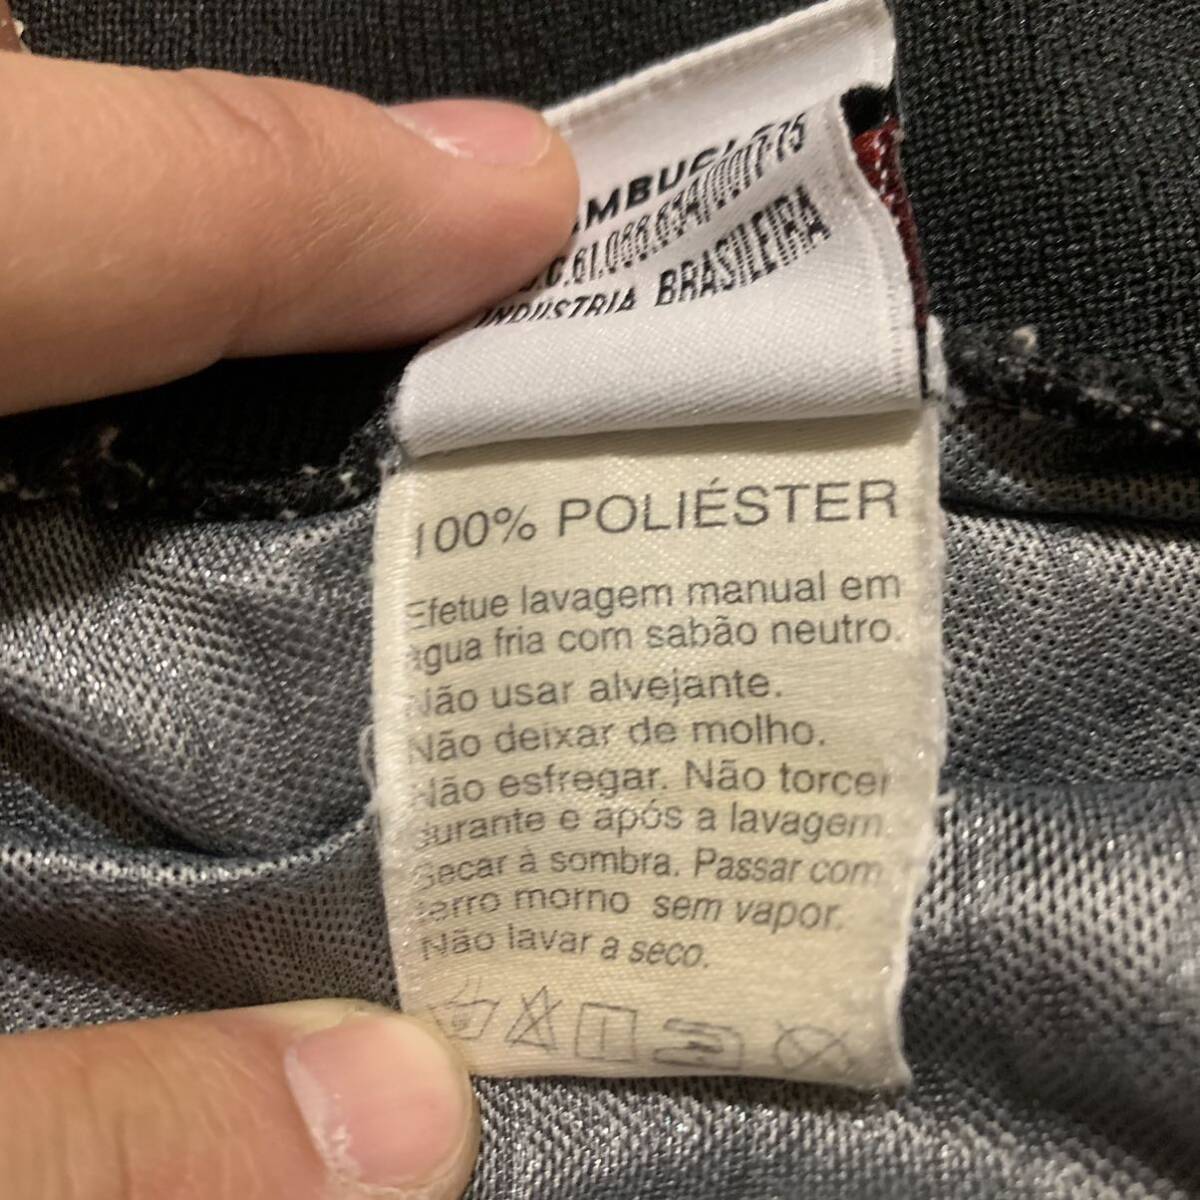 INDÚSTRIA BRASILEIRA
100% POLIÉSTER
Efetue lavagem manual em
água fria com sabão neutro.
Não usar alvejante.
Não deixar de molho.
Não esfregar. Não torcer
durante e após a lavagem.
Secar à sombra. Passar com
ferro morno sem vapor.
Não lavar a seco.